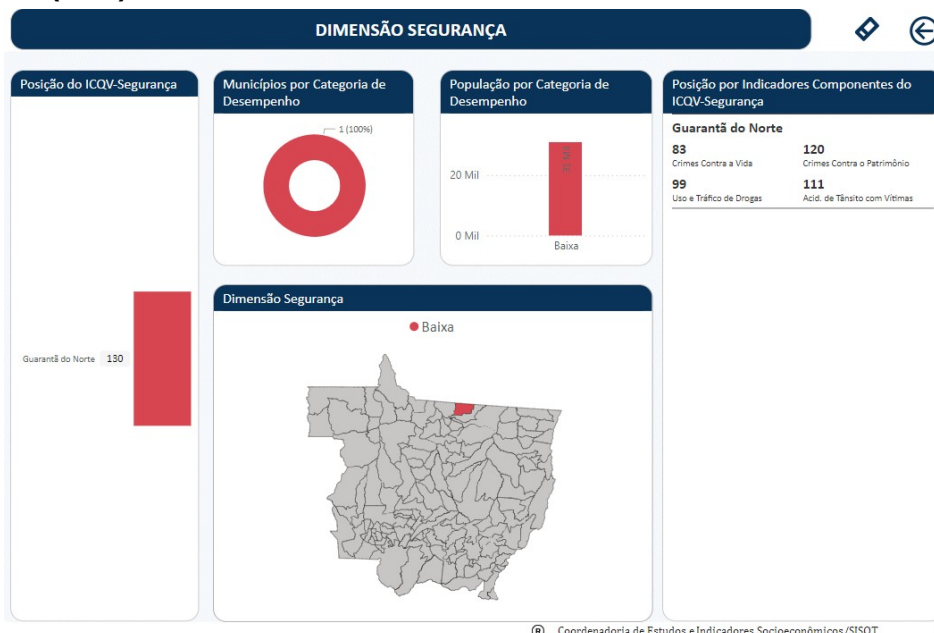 DIMENSÃO SEGURANÇA
Posição do ICQV-Segurança
Guarantã do Norte 130
Municípios por Categoria de
Desempenho
1 (100%)
População por Categoria de
Desempenho
20 Mil
0 Mil
Baixa
Posição por Indicadores Componentes do
ICQV-Segurança
Guarantã do Norte
83
Crimes Contra a Vida
120
Crimes Contra o Patrimônio
99
Uso e Tráfico de Drogas
111
Acid. de Tânsito com Vítimas
Dimensão Segurança
Baixa
® Coordenadoria de Estudos e Indicadores Socioeconômicos/SISOT